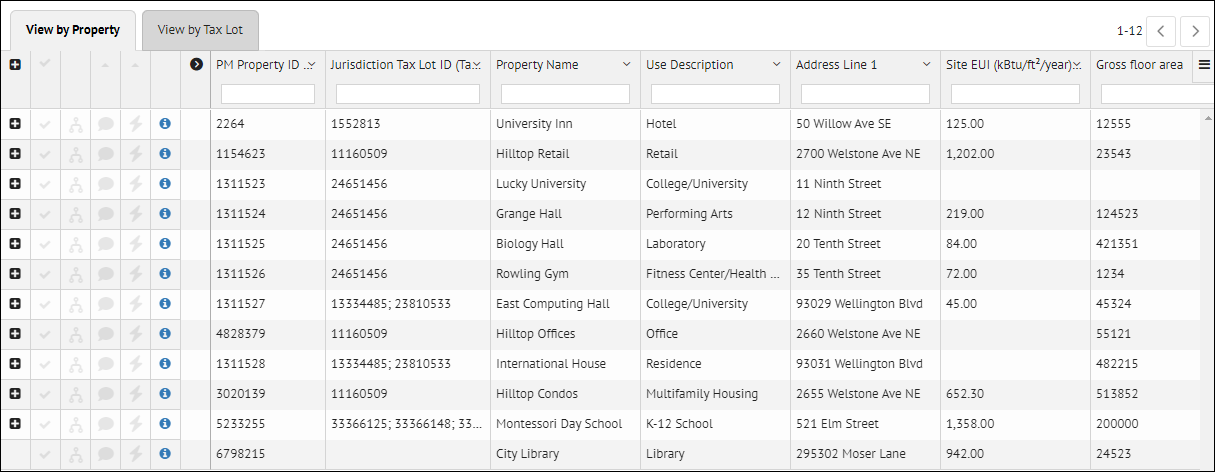 View by Property View by Tax Lot 1-12
PM Property ID ... Jurisdiction Tax Lot ID (Ta... Property Name Use Description Address Line 1 Site EUI (kBtu/ft²/year)... Gross floor area
2264 1552813 University Inn Hotel 50 Willow Ave SE 125.00 12555
1154623 11160509 Hilltop Retail Retail 2700 Welstone Ave NE 1,202.00 23543
1311523 24651456 Lucky University College/University 11 Ninth Street
1311524 24651456 Grange Hall Performing Arts 12 Ninth Street 219.00 124523
1311525 24651456 Biology Hall Laboratory 20 Tenth Street 84.00 421351
1311526 24651456 Rowling Gym Fitness Center/Health ... 35 Tenth Street 72.00 1234
1311527 13334485; 23810533 East Computing Hall College/University 93029 Wellington Blvd 45.00 45324
4828379 11160509 Hilltop Offices Office 2660 Welstone Ave NE 55121
1311528 13334485; 23810533 International House Residence 93031 Wellington Blvd 482215
3020139 11160509 Hilltop Condos Multifamily Housing 2655 Welstone Ave NE 652.30 513852
5233255 33366125; 33366148; 33... Montessori Day School K-12 School 521 Elm Street 1,358.00 200000
6798215 City Library Library 295302 Moser Lane 942.00 24523